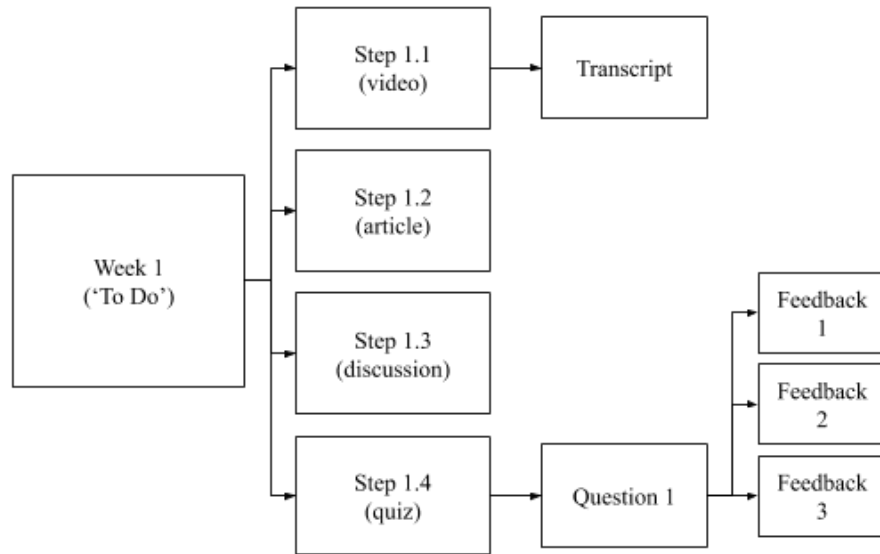 Step 1.1
(video)
Transcript
Step 1.2
(article)
Week 1
(‘To Do’)
Step 1.3
(discussion)
Step 1.4
(quiz)
Question 1
Feedback
1
Feedback
2
Feedback
3